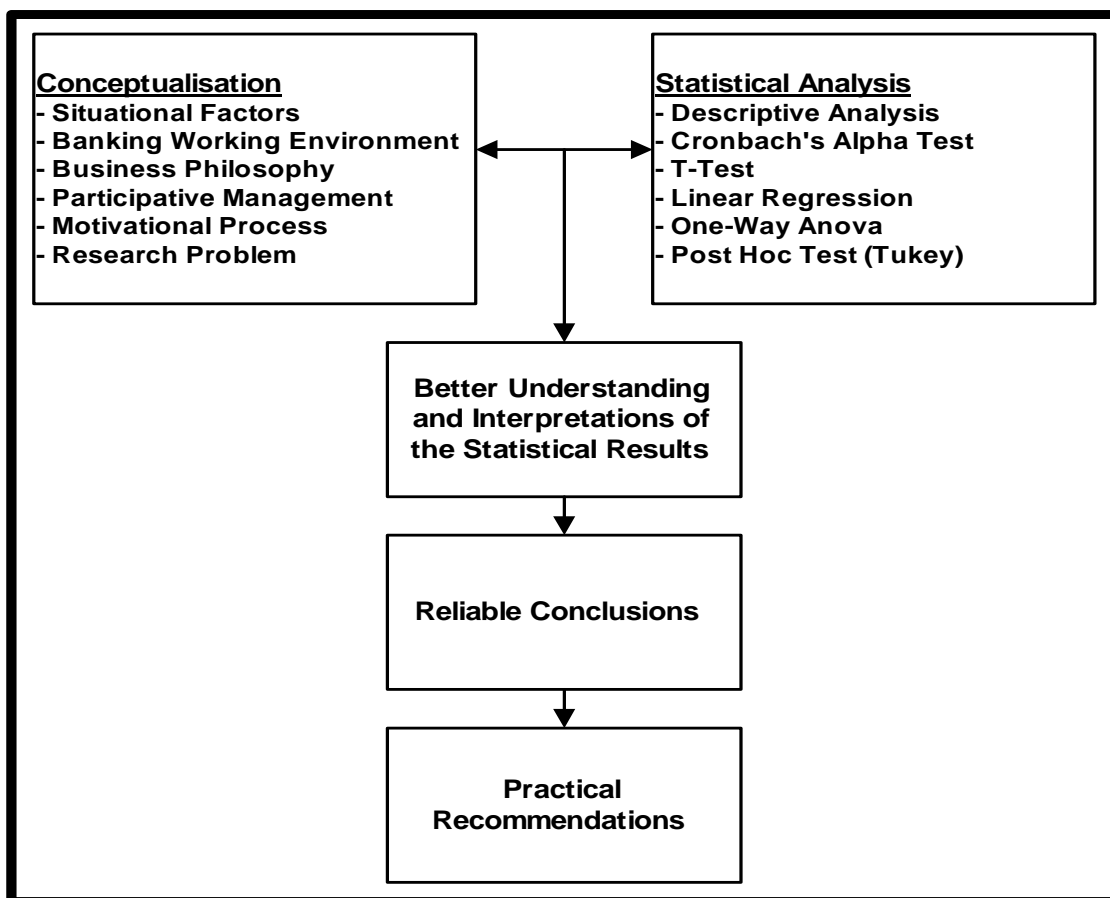 Conceptualisation
- Situational Factors
- Banking Working Environment
- Business Philosophy
- Participative Management
- Motivational Process
- Research Problem
Statistical Analysis
- Descriptive Analysis
- Cronbach's Alpha Test
- T-Test
- Linear Regression
- One-Way Anova
- Post Hoc Test (Tukey)
Better Understanding
and Interpretations of
the Statistical Results
Reliable Conclusions
Practical
Recommendations